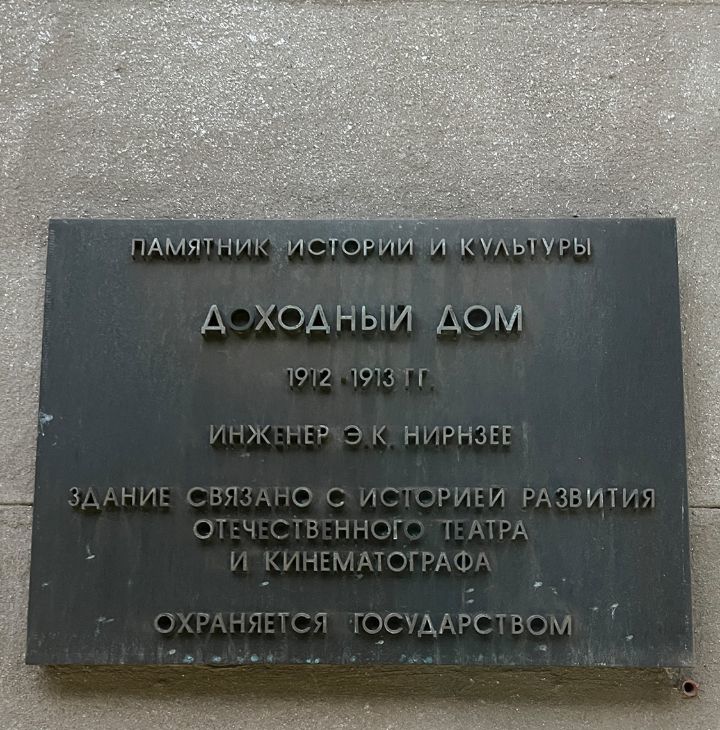 ПАМЯТНИК ИСТОРИИ И КУЛЬТУРЫ
ДОХОДНЫЙ ДОМ
1912 - 1913 ГГ.
ИНЖЕНЕР Э.К. НИРНЗЕЕ
ЗДАНИЕ СВЯЗАНО С ИСТОРИЕЙ РАЗВИТИЯ
ОТЕЧЕСТВЕННОГО ТЕАТРА
И КИНЕМАТОГРАФА
ОХРАНЯЕТСЯ ГОСУДАРСТВОМ